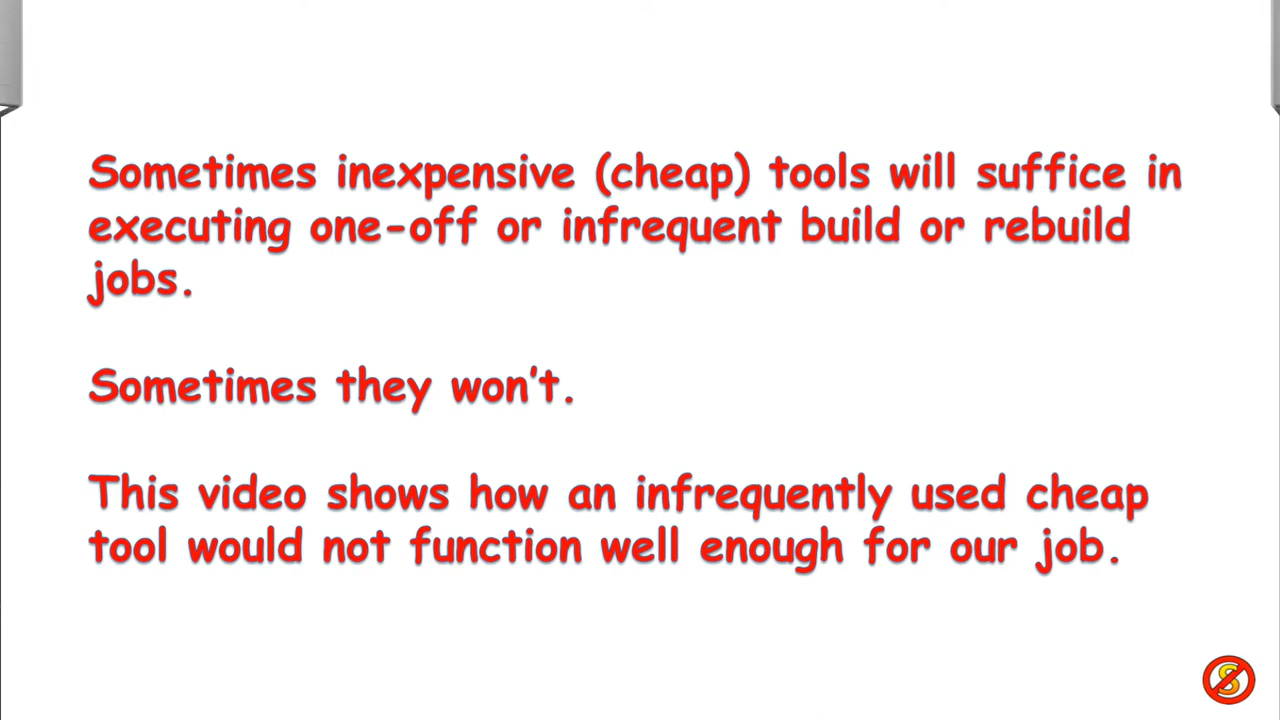 Sometimes inexpensive (cheap) tools will suffice in
executing one-off or infrequent build or rebuild
jobs.
Sometimes they won’t.
This video shows how an infrequently used cheap
tool would not function well enough for our job.
S